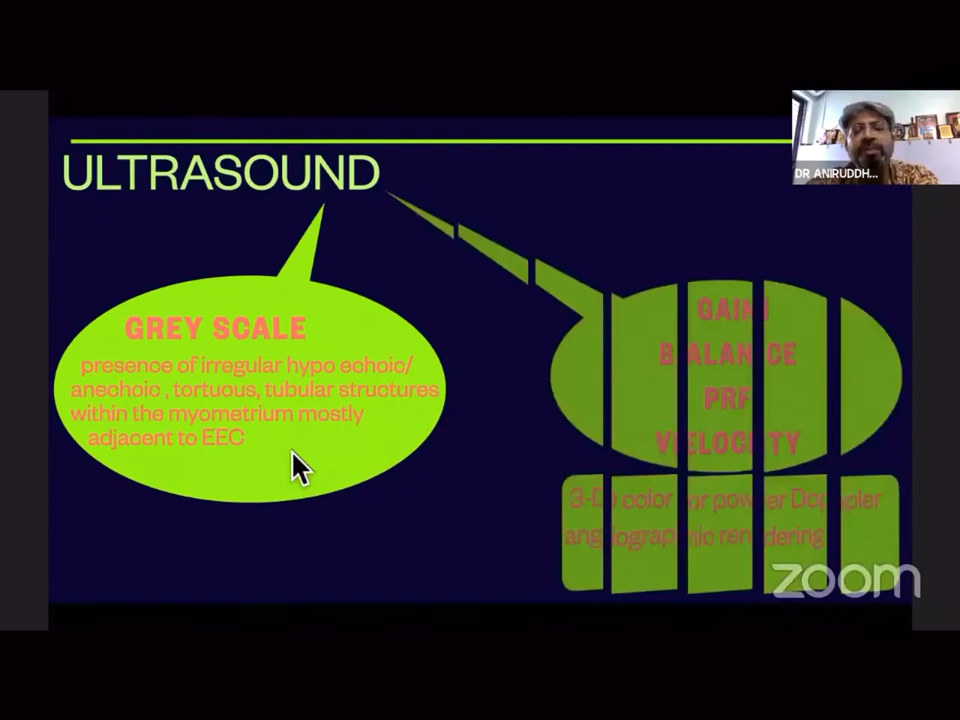 ULTRASOUND
DR ANIRUDDH...
GREY SCALE
presence of irregular hypo echoic/
anechoic , tortuous, tubular structures
within the myometrium mostly
adjacent to EEC
GAIN
BALANCE
PRF
VELOCITY
3-D color or power Doppler
angiographic rendering
zoom